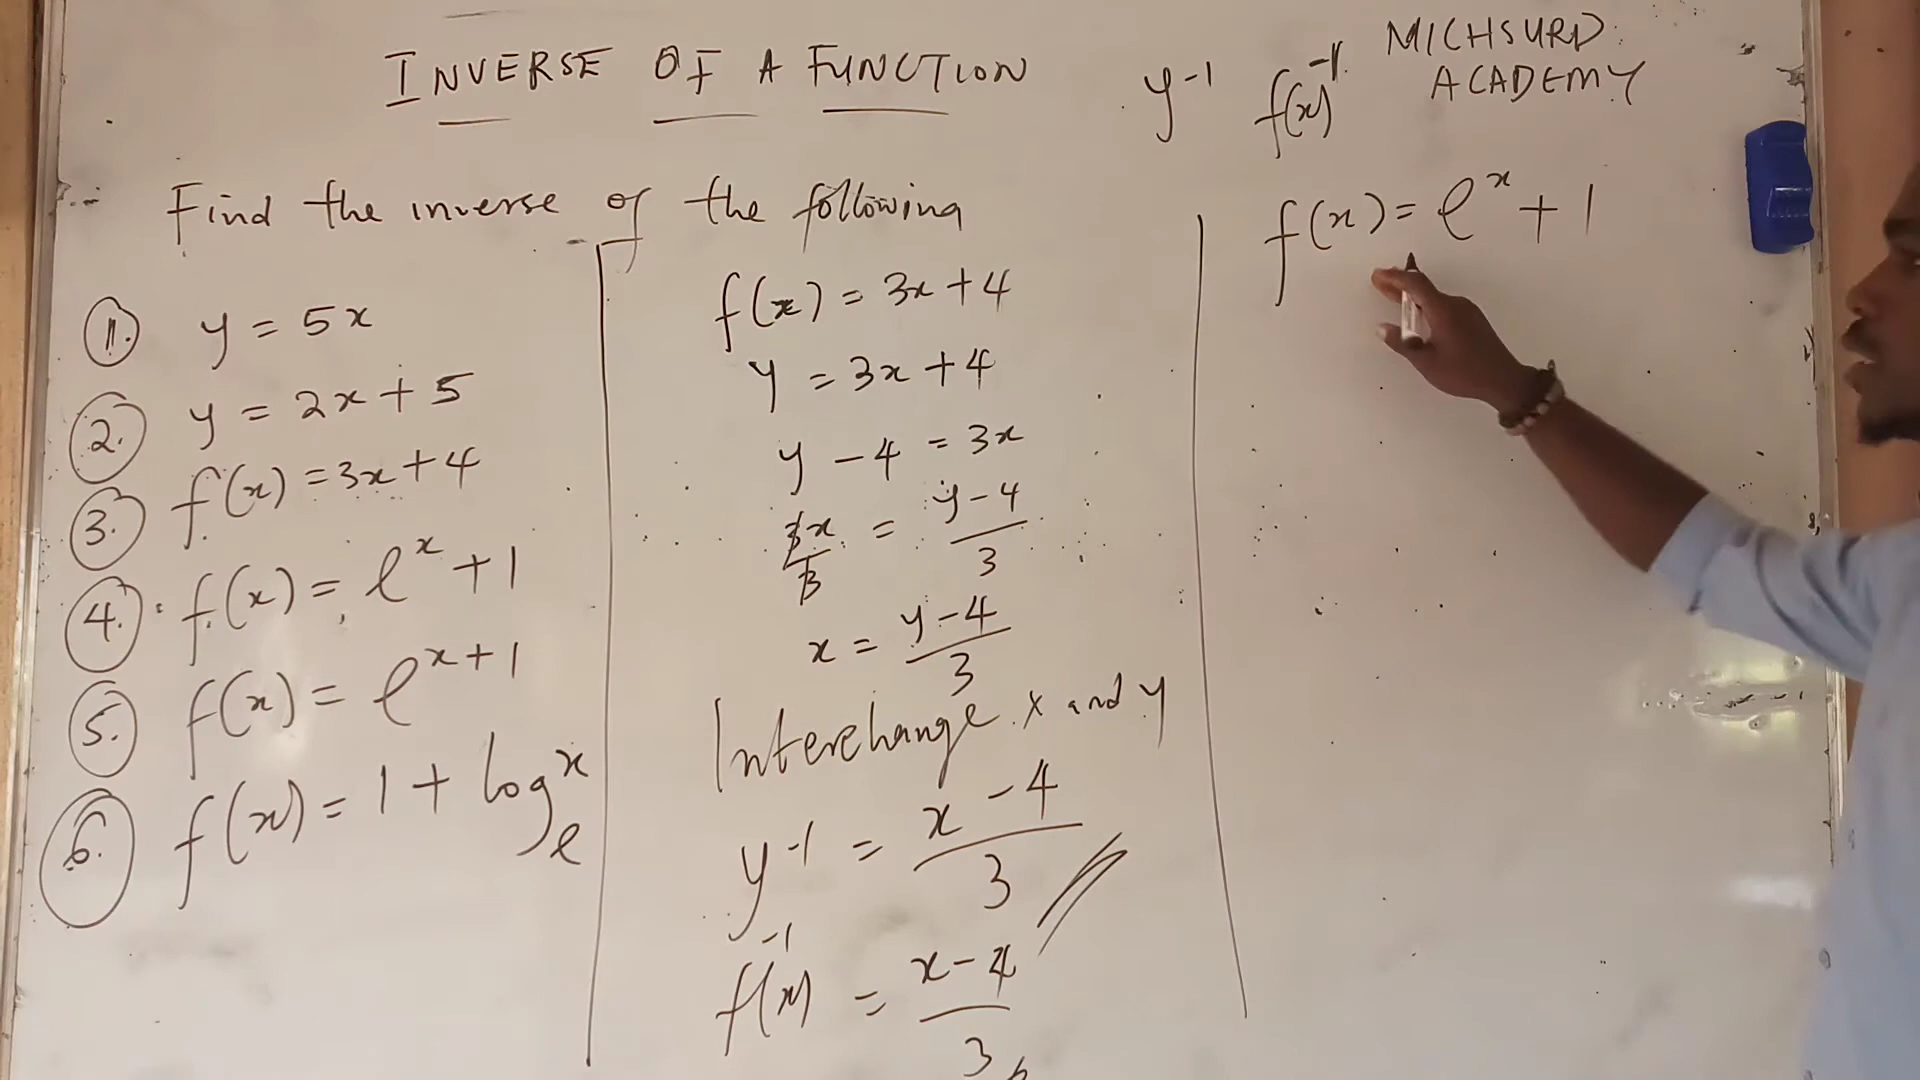 INVERSE OF A FUNCTION
y⁻¹ f(x)⁻¹
MICHSURD
ACADEMY
Find the inverse of the following
1. y = 5x
2. y = 2x + 5
3. f(x) = 3x + 4
4. f(x) = eˣ + 1
5. f(x) = eˣ⁺¹
6. f(x) = 1 + logₑˣ
f(x) = 3x + 4
y = 3x + 4
y - 4 = 3x
3x/3 = (y - 4)/3
x = (y - 4)/3
Interchange x and y
y⁻¹ = (x - 4)/3
f⁻¹(x) = (x - 4)/3
f(x) = eˣ + 1